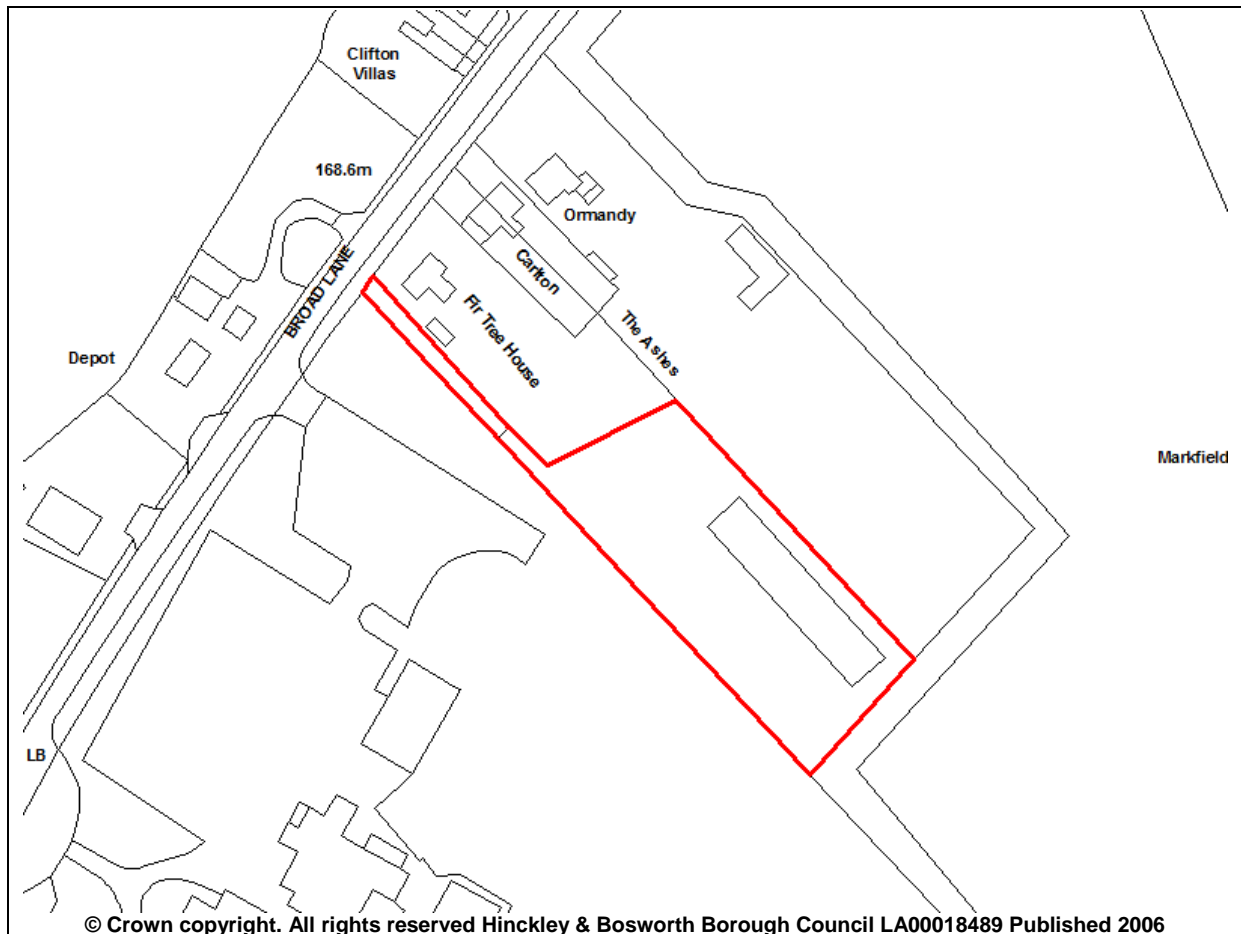 Clifton
Villas
168.6m
Ormandy
BROAD LANE
Carlton
Fir Tree House
The Ashes
Depot
Markfield
LB
© Crown copyright. All rights reserved Hinckley & Bosworth Borough Council LA00018489 Published 2006